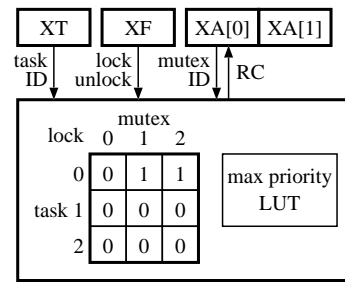 XT XF XA[0] XA[1]
task ID
lock unlock
mutex ID
RC
mutex
lock 0 1 2
0 0 1 1
task 1 0 0 0
2 0 0 0
max priority
LUT